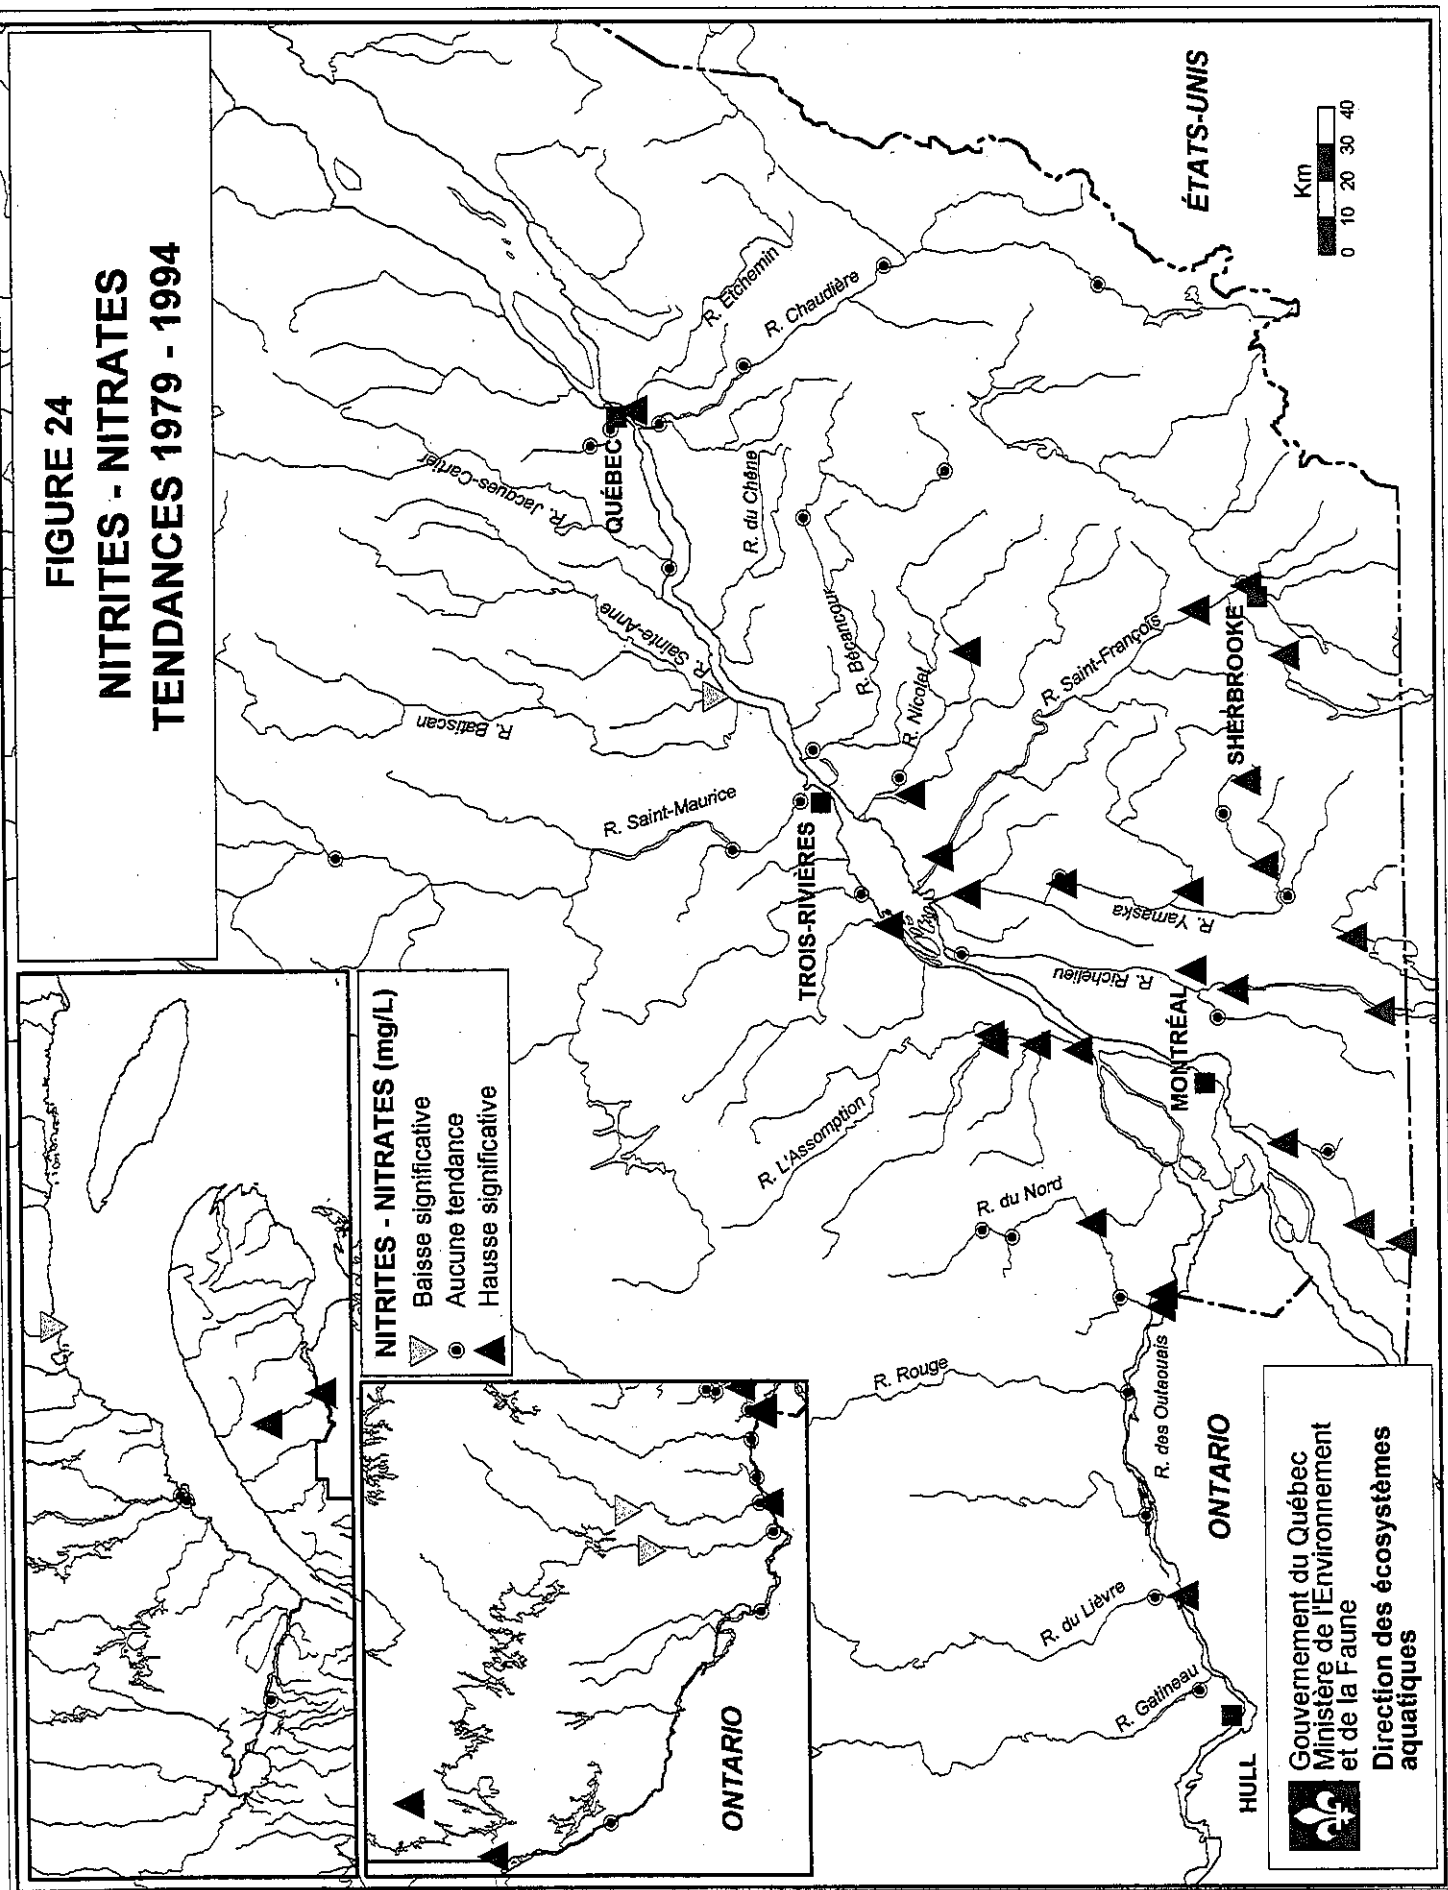 FIGURE 24
NITRITES - NITRATES
TENDANCES 1979 - 1994
NITRITES - NITRATES (mg/L)
Baisse significative
Aucune tendance
Hausse significative
ONTARIO
R. Saint-Maurice
R. Batiscan
R. Sainte-Anne
R. Jacques-Cartier
QUÉBEC
R. Etchemin
R. Chaudière
R. du Chêne
R. Bécancour
R. Nicolet
TROIS-RIVIÈRES
R. Saint-François
SHERBROOKE
R. Yamaska
R. Richelieu
MONTRÉAL
R. L'Assomption
R. du Nord
R. Rouge
R. des Outaouais
R. du Lièvre
R. Gatineau
HULL
ONTARIO
ÉTATS-UNIS
Km
0 10 20 30 40
Gouvernement du Québec
Ministère de l'Environnement
et de la Faune
Direction des écosystèmes
aquatiques